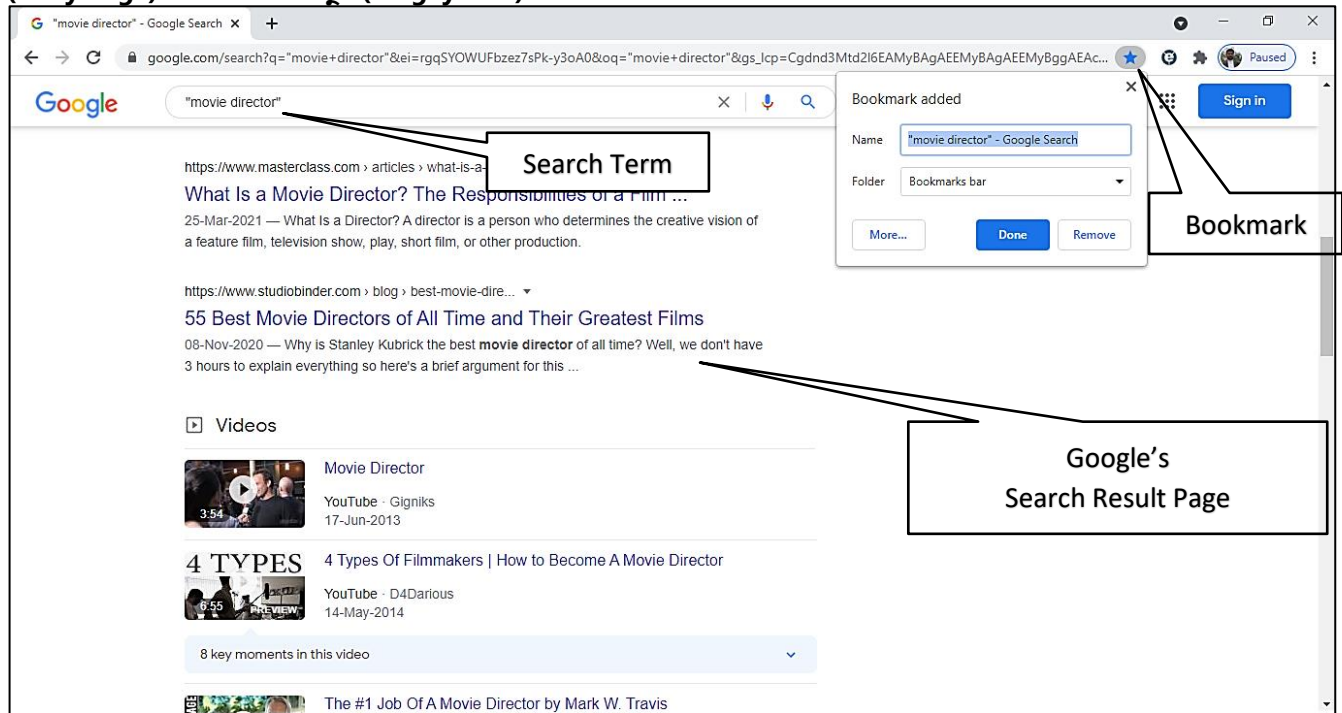 "movie director" - Google Search
google.com/search?q="movie+director"&ei=rgqSYOWUFbzez7sPk-y3oA0&oq="movie+director"&gs_lcp=Cgdnd3Mtd2l6EAMyBAgAEEMyBAgAEEMyBggAEAc...
Paused
Google
"movie director"
Sign in
Bookmark added
Name
"movie director" - Google Search
Folder
Bookmarks bar
More...
Done
Remove
Search Term
Bookmark
https://www.masterclass.com › articles › what-is-a-
What Is a Movie Director? The Responsibilities of a Film ...
25-Mar-2021 — What Is a Director? A director is a person who determines the creative vision of
a feature film, television show, play, short film, or other production.
https://www.studiobinder.com › blog › best-movie-dire...
55 Best Movie Directors of All Time and Their Greatest Films
08-Nov-2020 — Why is Stanley Kubrick the best movie director of all time? Well, we don't have
3 hours to explain everything so here's a brief argument for this ...
Google's
Search Result Page
Videos
3:54
Movie Director
YouTube · Gigniks
17-Jun-2013
4 TYPES
6:55
PREVIEW
4 Types Of Filmmakers | How to Become A Movie Director
YouTube · D4Darious
14-May-2014
8 key moments in this video
The #1 Job Of A Movie Director by Mark W. Travis